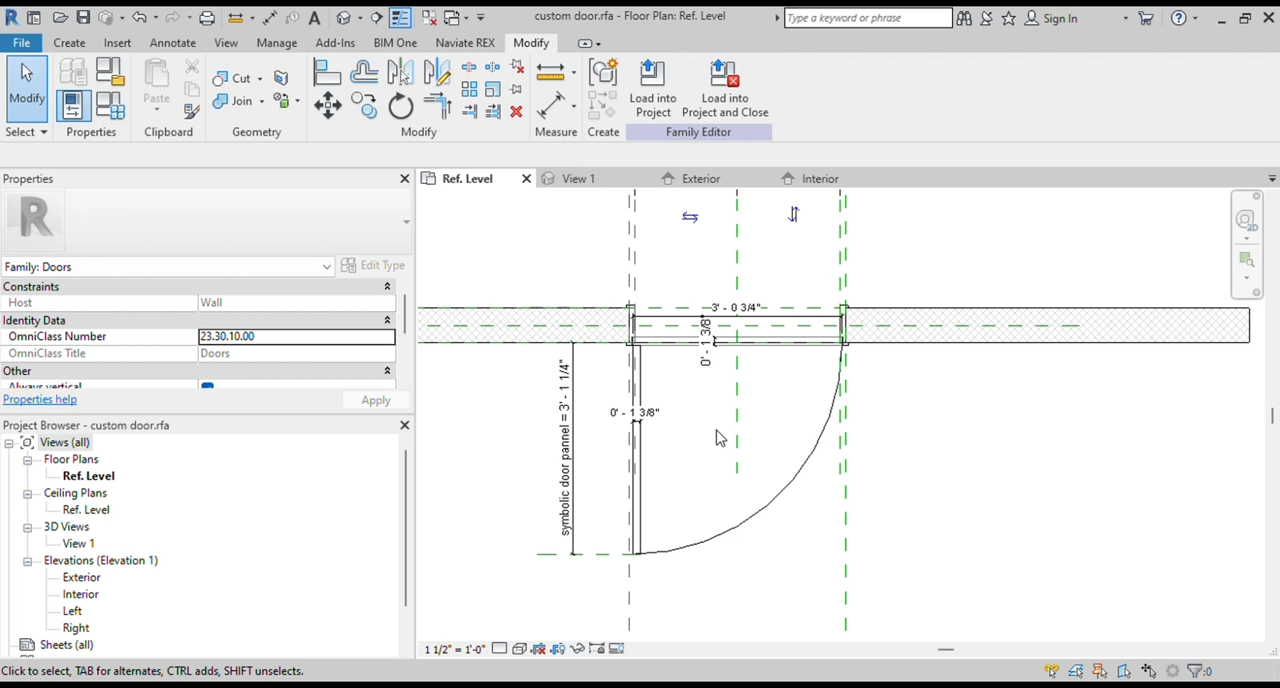 custom door.rfa - Floor Plan: Ref. Level
Type a keyword or phrase
Sign In
File Create Insert Annotate View Manage Add-Ins BIM One Naviate REX Modify
Modify
Paste
Cut
Join
Load into Project
Load into Project and Close
Select Properties Clipboard Geometry Modify Measure Create Family Editor
Properties
Ref. Level
View 1
Exterior
Interior
R
Family: Doors
Edit Type
Constraints
Host Wall
Identity Data
OmniClass Number 23.30.10.00
OmniClass Title Doors
Other
Always vertical
Properties help
Apply
Project Browser - custom door.rfa
Views (all)
Floor Plans
Ref. Level
Ceiling Plans
Ref. Level
3D Views
View 1
Elevations (Elevation 1)
Exterior
Interior
Left
Right
Sheets (all)
3' - 0 3/4"
0' - 1 3/8"
0' - 1 3/8"
symbolic door pannel = 3' - 1 1/4"
2D
1 1/2" = 1'-0"
Click to select, TAB for alternates, CTRL adds, SHIFT unselects.
:0